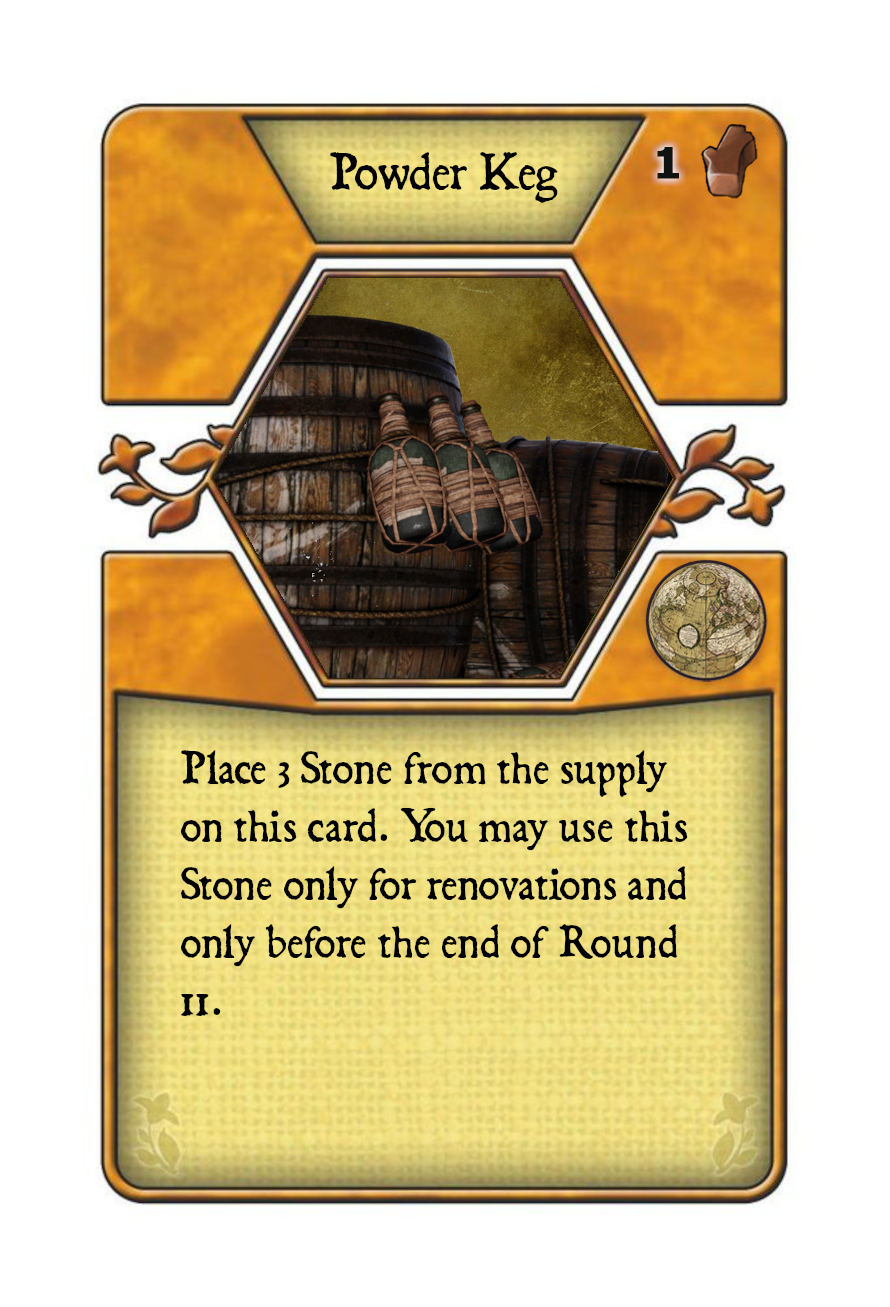 Powder Keg
1
Place 3 Stone from the supply
on this card. You may use this
Stone only for renovations and
only before the end of Round
11.